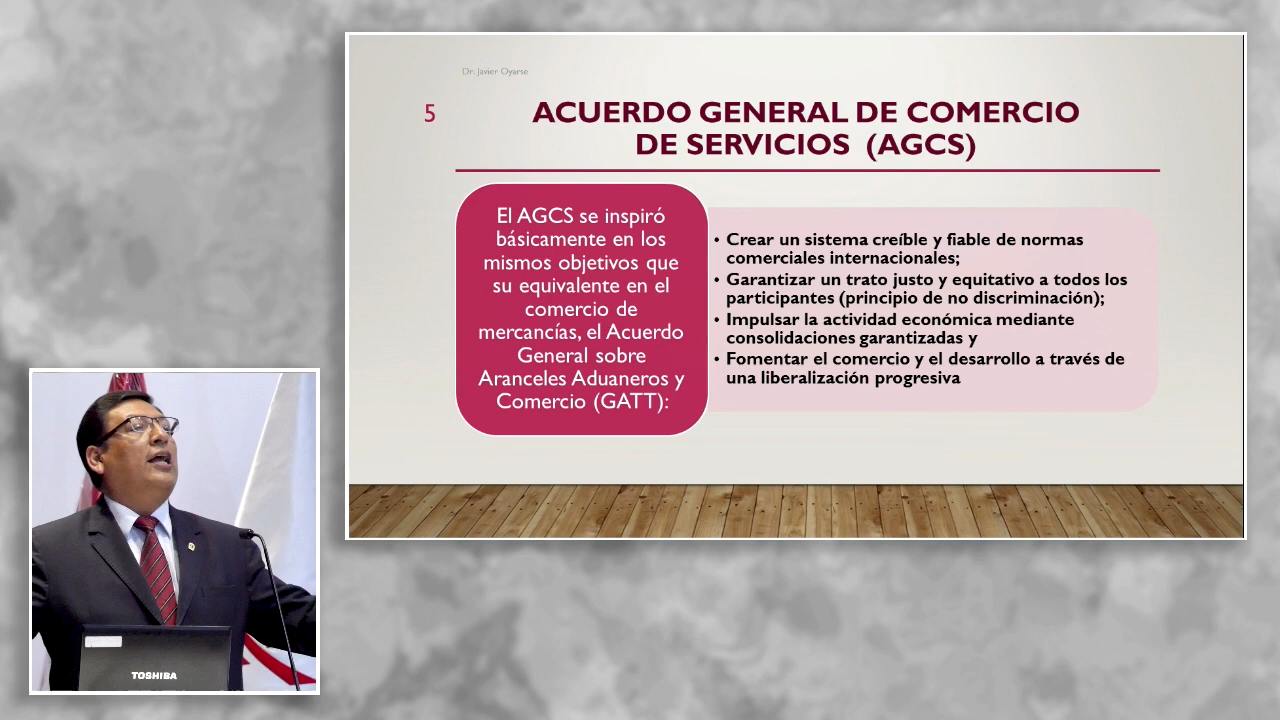 Dr. Javier Oyarse
5
ACUERDO GENERAL DE COMERCIO
DE SERVICIOS (AGCS)
El AGCS se inspiró
básicamente en los
mismos objetivos que
su equivalente en el
comercio de
mercancías, el Acuerdo
General sobre
Aranceles Aduaneros y
Comercio (GATT):
• Crear un sistema creíble y fiable de normas
comerciales internacionales;
• Garantizar un trato justo y equitativo a todos los
participantes (principio de no discriminación);
• Impulsar la actividad económica mediante
consolidaciones garantizadas y
• Fomentar el comercio y el desarrollo a través de
una liberalización progresiva
TOSHIBA